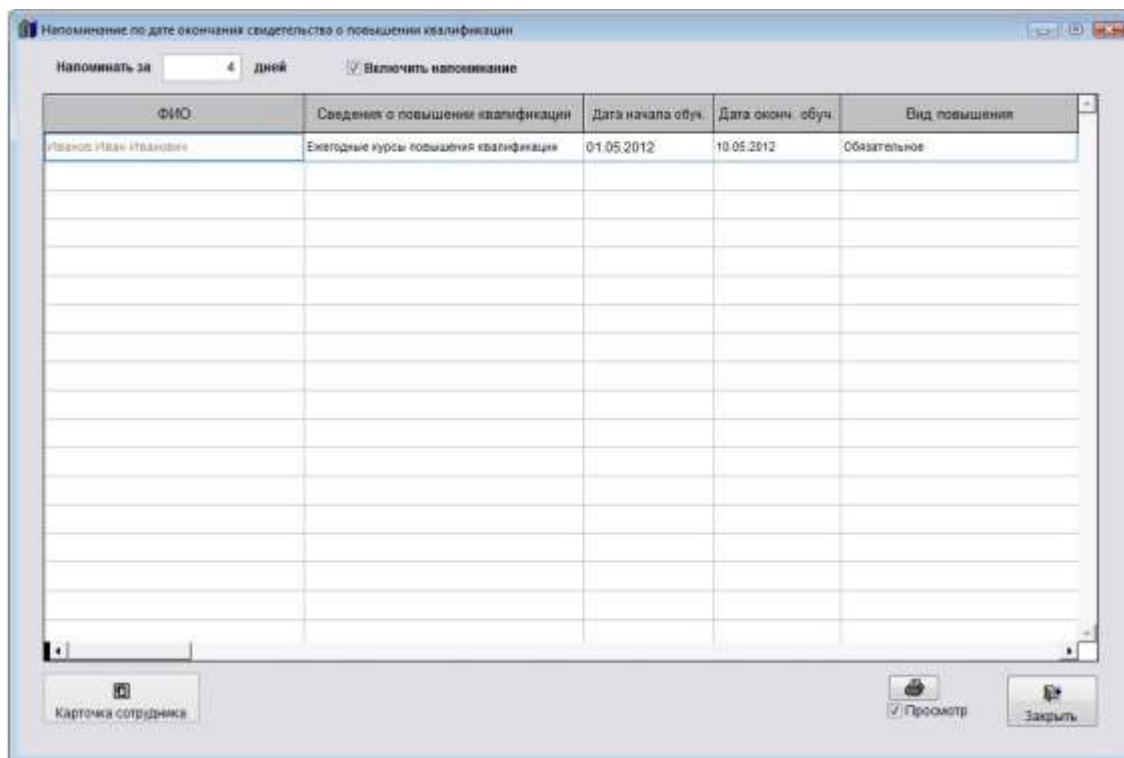 Напоминание по дате окончания свидетельства о повышении квалификации
Напоминать за 4 дней Включить напоминание
ФИО Сведения о повышении квалификации Дата начала обуч. Дата оконч. обуч. Вид повышения
Иванов Иван Иванович Ежегодные курсы повышения квалификации 01.05.2012 10.05.2012 Обязательное
Карточка сотрудника
Просмотр
Закрыть